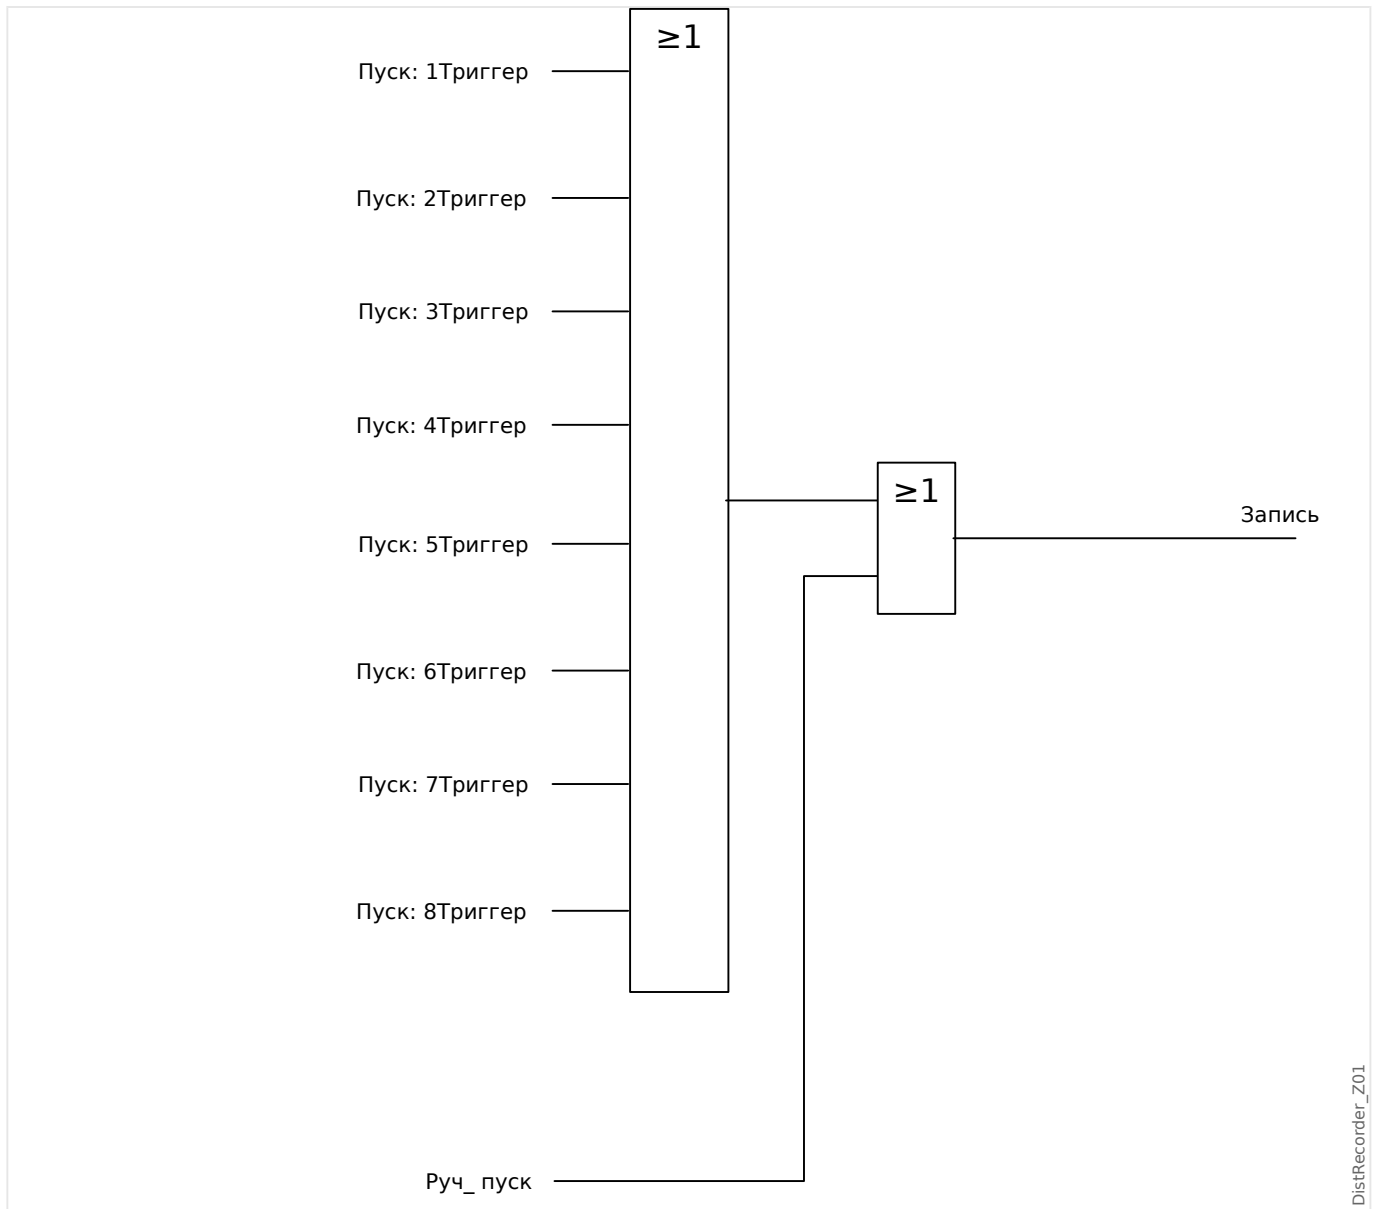 ≥1
Пуск: 1Триггер
Пуск: 2Триггер
Пуск: 3Триггер
Пуск: 4Триггер
≥1
Запись
Пуск: 5Триггер
Пуск: 6Триггер
Пуск: 7Триггер
Пуск: 8Триггер
Руч_ пуск
DistRecorder_Z01